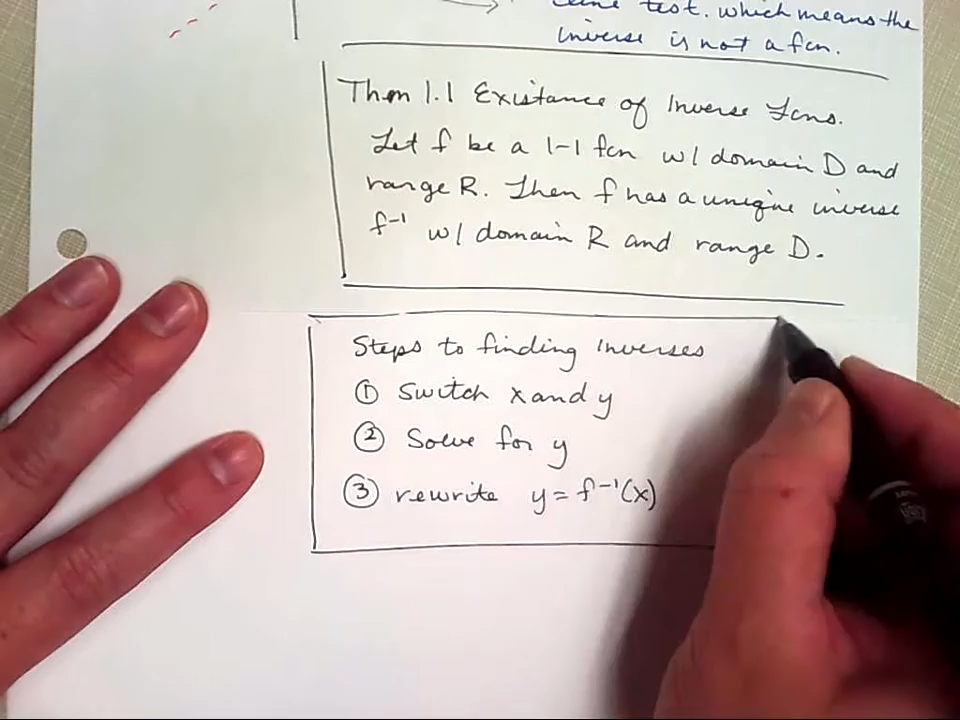 line test. which means the
inverse is not a fcn.
Thm 1.1 Existance of Inverse Fcns.
Let f be a 1-1 fcn w/ domain D and
range R. Then f has a unique inverse
f⁻¹ w/ domain R and range D.
Steps to finding inverses
① Switch x and y
② Solve for y
③ rewrite y = f⁻¹(x)